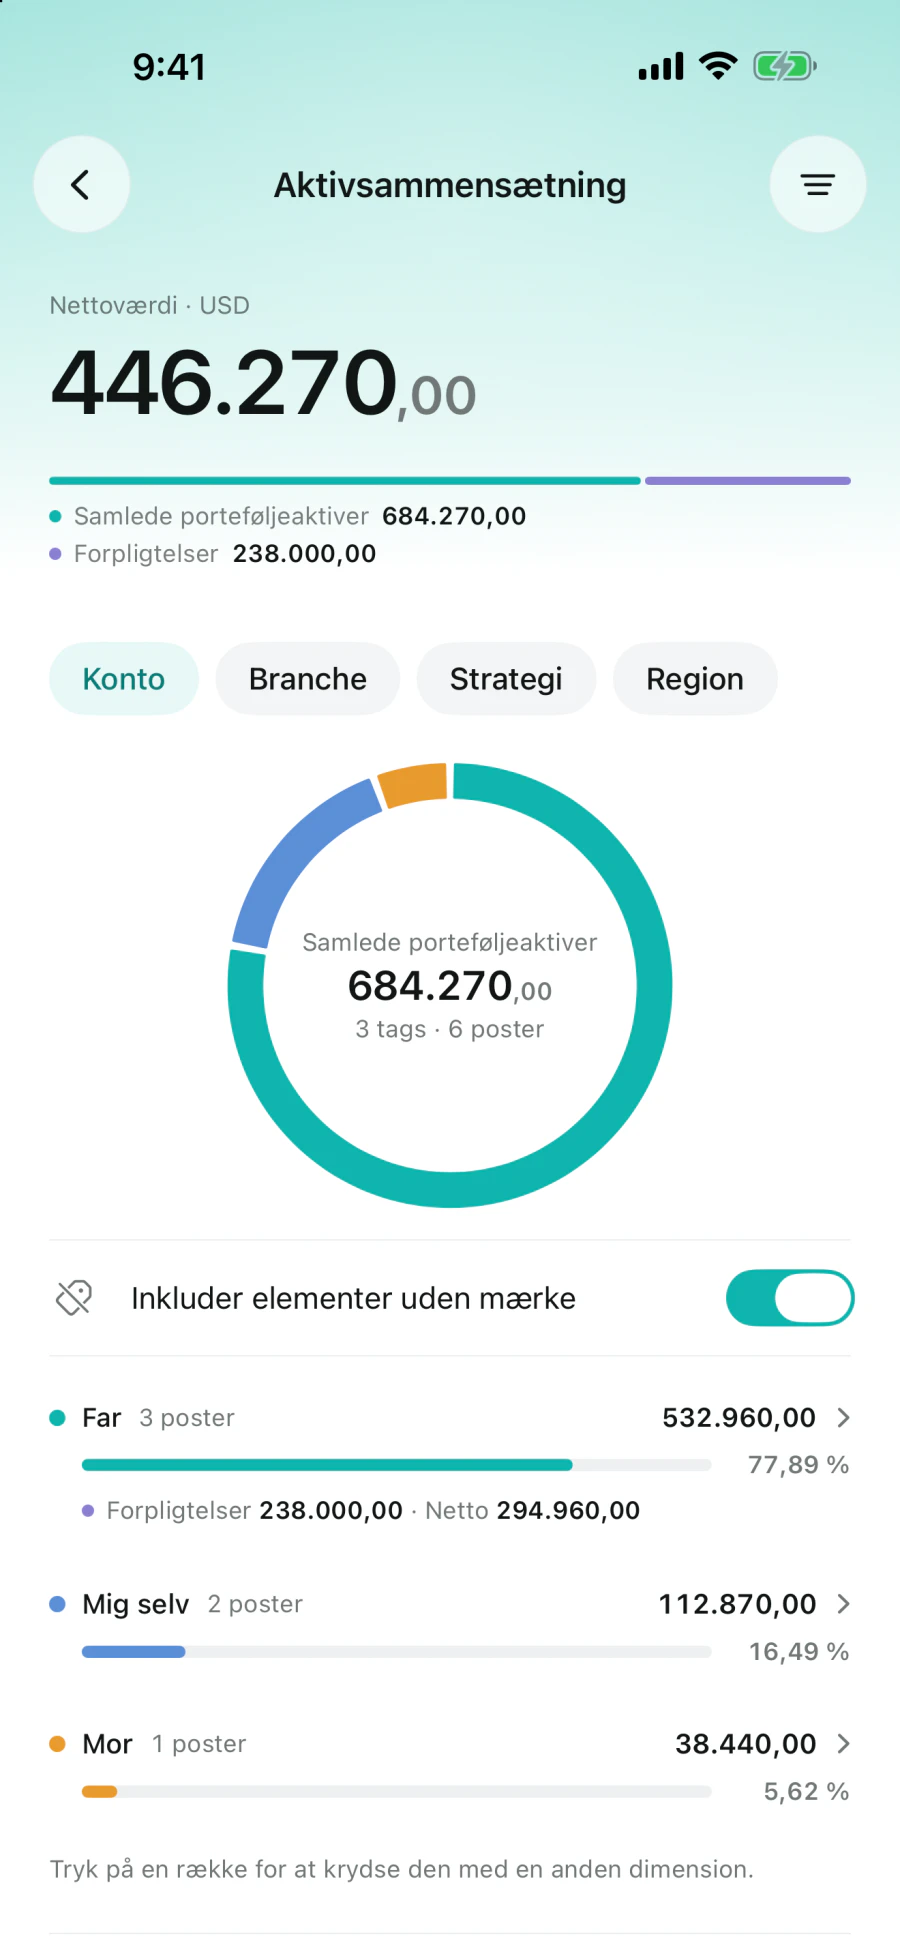 9:41
Aktivsammensætning
Nettoværdi · USD
446.270,00
Samlede porteføljeaktiver 684.270,00
Forpligtelser 238.000,00
Konto Branche Strategi Region
Samlede porteføljeaktiver
684.270,00
3 tags · 6 poster
Inkluder elementer uden mærke
Far 3 poster 532.960,00
77,89 %
Forpligtelser 238.000,00 · Netto 294.960,00
Mig selv 2 poster 112.870,00
16,49 %
Mor 1 poster 38.440,00
5,62 %
Tryk på en række for at krydse den med en anden dimension.